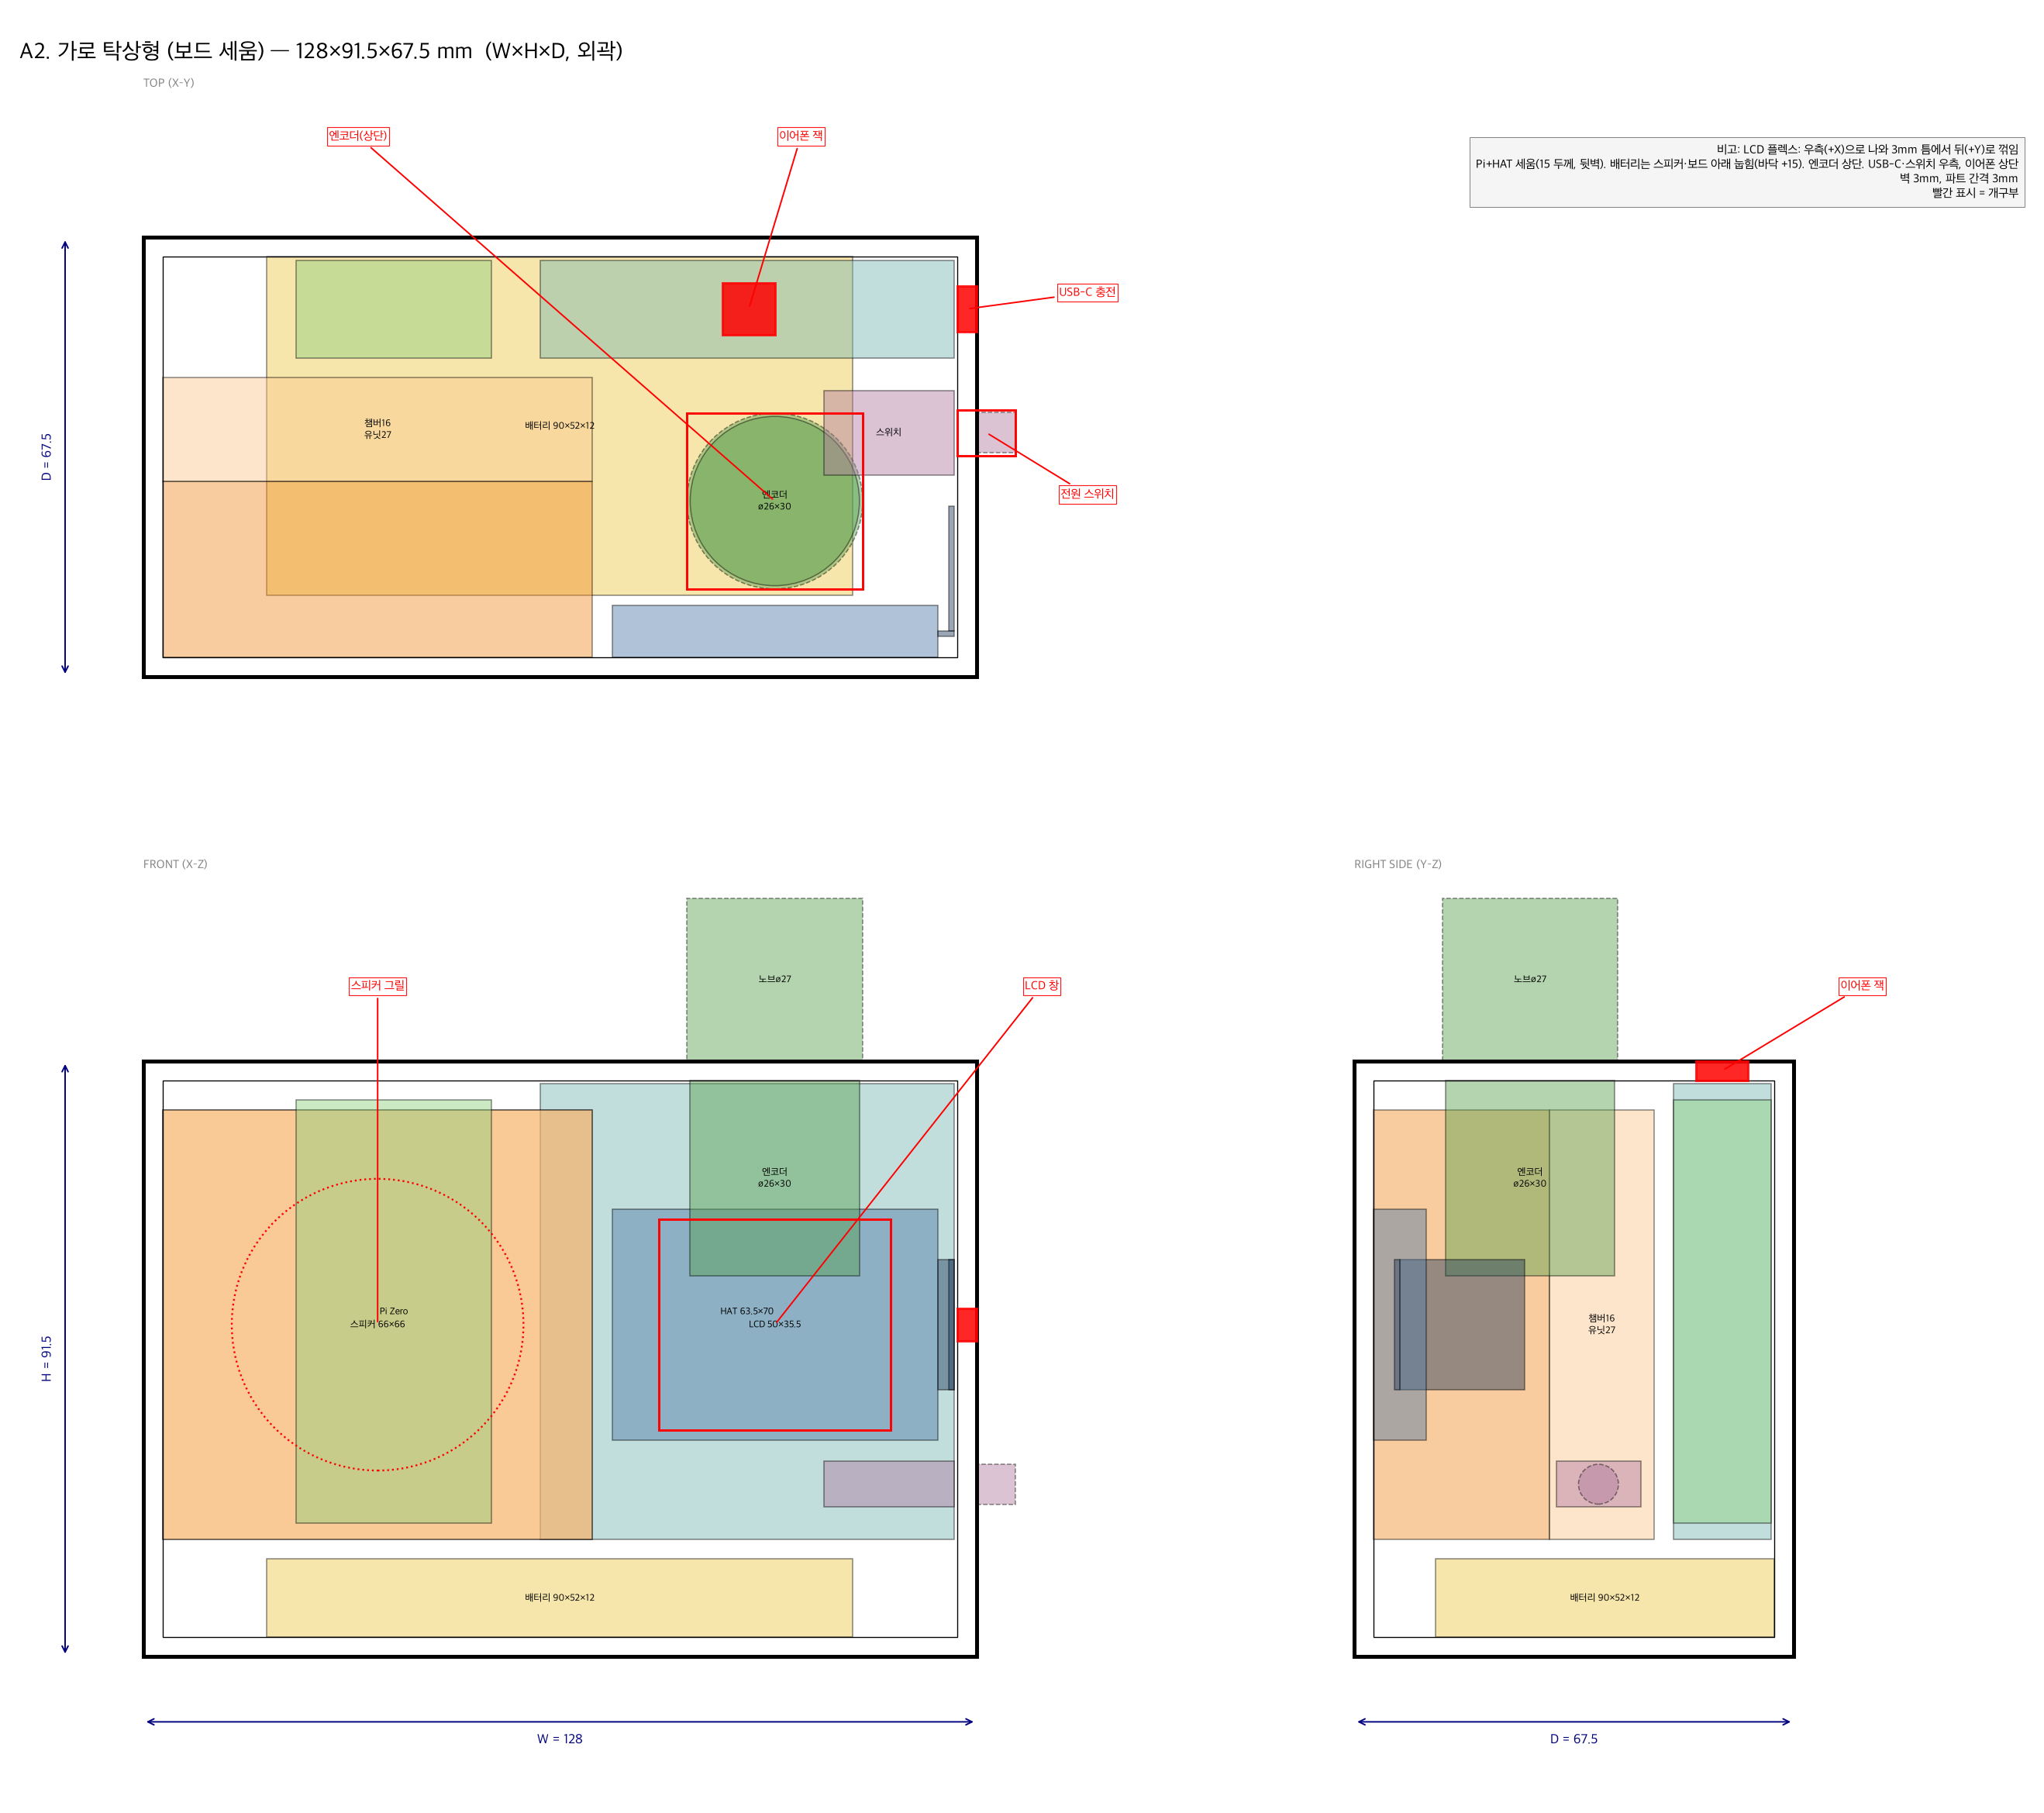 A2. 가로 탁상형 (보드 세움) — 128×91.5×67.5 mm  (W×H×D, 외곽)
TOP (X-Y)
엔코더(상단)
이어폰 잭
비고: LCD 플렉스: 우측(+X)으로 나와 3mm 틈에서 뒤(+Y)로 꺾임
Pi+HAT 세움(15 두께, 뒷벽). 배터리는 스피커·보드 아래 눕힘(바닥 +15). 엔코더 상단. USB-C·스위치 우측, 이어폰 상단
벽 3mm, 파트 간격 3mm
빨간 표시 = 개구부
USB-C 충전
챔버16
유닛27
배터리 90×52×12
스위치
엔코더
ø26×30
전원 스위치
D = 67.5
FRONT (X-Z)
노브ø27
스피커 그릴
LCD 창
엔코더
ø26×30
Pi Zero
스피커 66×66
HAT 63.5×70
LCD 50×35.5
배터리 90×52×12
H = 91.5
W = 128
RIGHT SIDE (Y-Z)
노브ø27
이어폰 잭
엔코더
ø26×30
챔버16
유닛27
배터리 90×52×12
D = 67.5